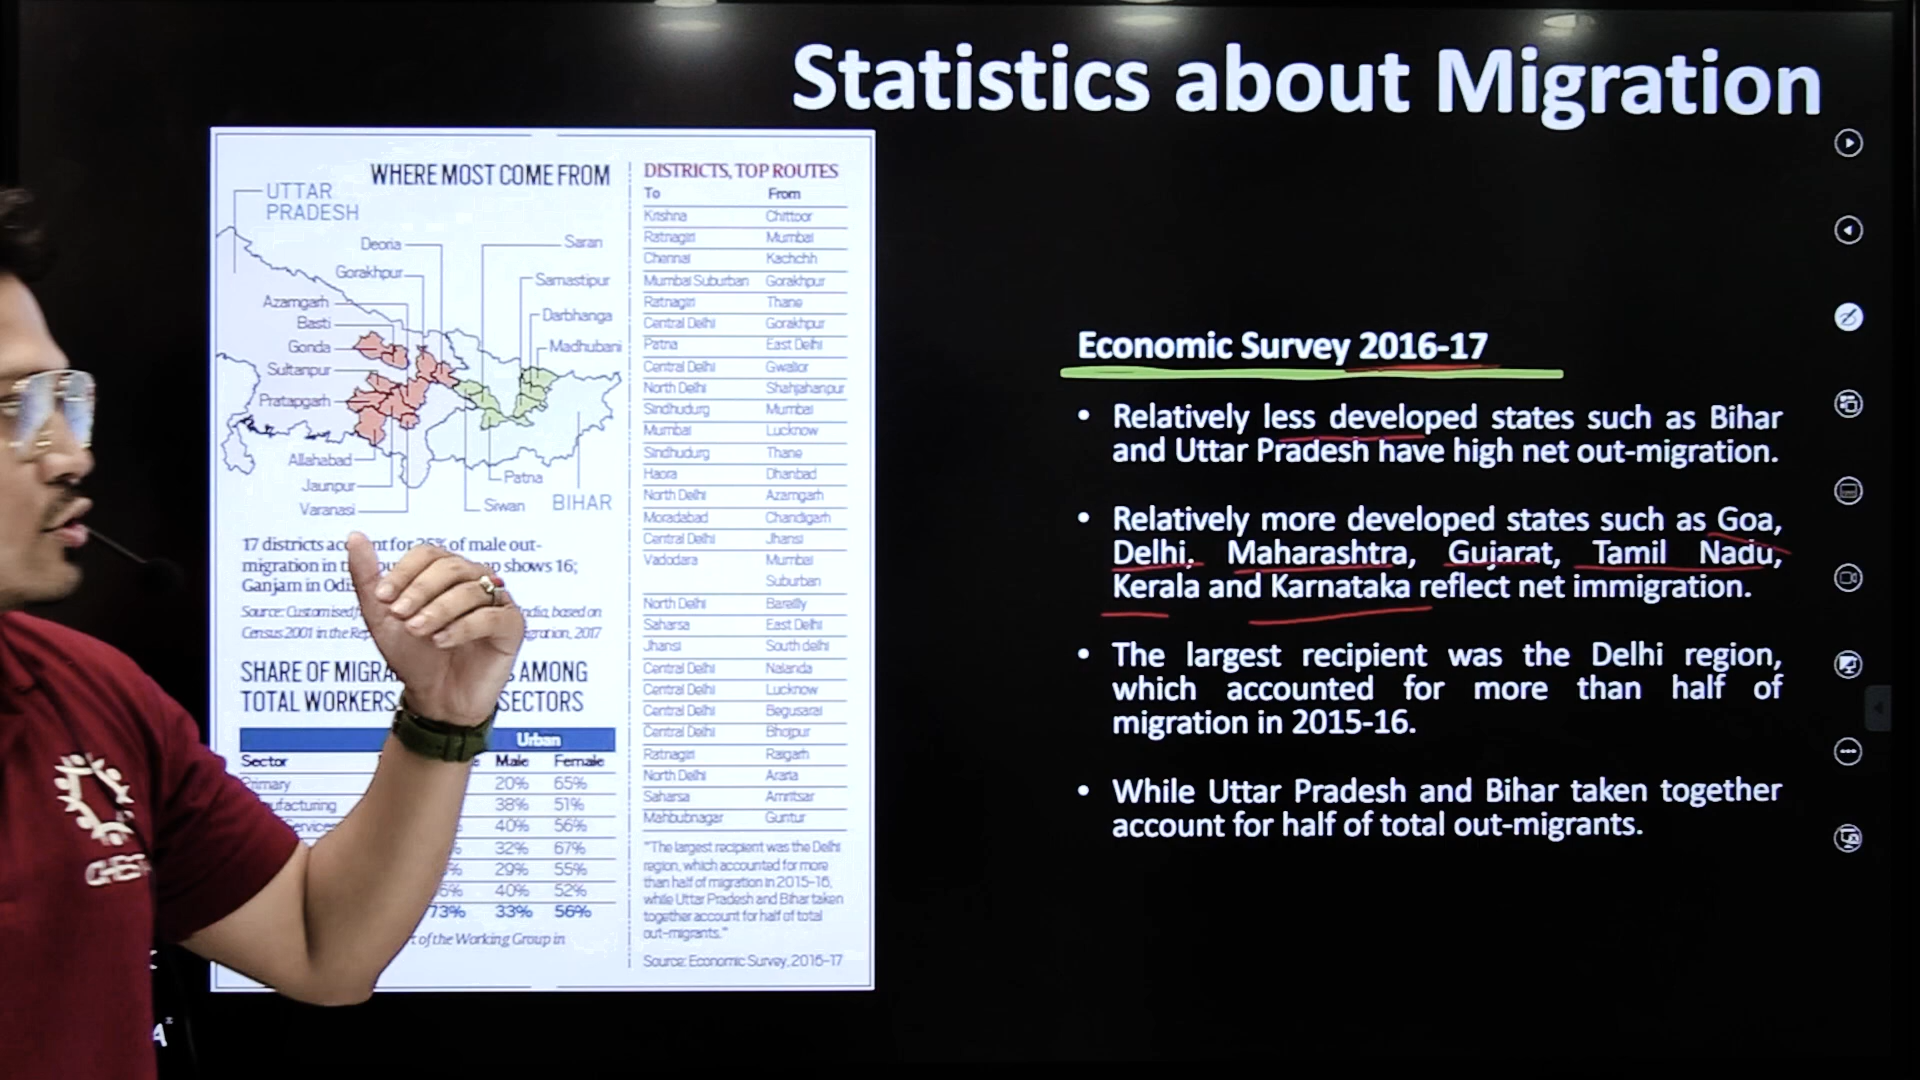 Statistics about Migration
WHERE MOST COME FROM
UTTAR
PRADESH
Deoria
Saran
Gorakhpur
Samastipur
Azamgarh
Darbhanga
Basti
Gonda
Madhubani
Sultanpur
Pratapgarh
Allahabad
Patna
Jaunpur
Siwan
BIHAR
Varanasi
17 districts for 25% of male out-
migration in shows 16;
Ganjam in
Source: Customised India, based on
Census 2001 in the 2017
SHARE OF AMONG
TOTAL WORKERS SECTORS
Urban
Sector Male Female
Primary 20% 65%
38% 51%
40% 56%
32% 67%
29% 55%
40% 52%
73% 33% 56%
of the Working Group in
DISTRICTS, TOP ROUTES
To From
Krishna Chittoor
Ratnagiri Mumbai
Chennai Kachchh
Mumbai Suburban Gorakhpur
Ratnagiri Thane
Central Delhi Gorakhpur
Patna East Delhi
Central Delhi Gwalior
North Delhi Shahjahanpur
Sindhudurg Mumbai
Mumbai Lucknow
Sindhudurg Thane
Haora Dhanbad
North Delhi Azamgarh
Moradabad Chandigarh
Central Delhi Jhansi
Vadodara Mumbai
Suburban
North Delhi Bareilly
Saharsa East Delhi
Jhansi South delhi
Central Delhi Nalanda
Central Delhi Lucknow
Central Delhi Begusarai
Central Delhi Bhojpur
Ratnagiri Raigarh
North Delhi Araria
Saharsa Amritsar
Mahbubnagar Guntur
"The largest recipient was the Delhi
region, which accounted for more
than half of migration in 2015–16,
while Uttar Pradesh and Bihar taken
together account for half of total
out-migrants."
Source: Economic Survey, 2016–17
Economic Survey 2016-17
• Relatively less developed states such as Bihar
and Uttar Pradesh have high net out-migration.
• Relatively more developed states such as Goa,
Delhi, Maharashtra, Gujarat, Tamil Nadu,
Kerala and Karnataka reflect net immigration.
• The largest recipient was the Delhi region,
which accounted for more than half of
migration in 2015-16.
• While Uttar Pradesh and Bihar taken together
account for half of total out-migrants.